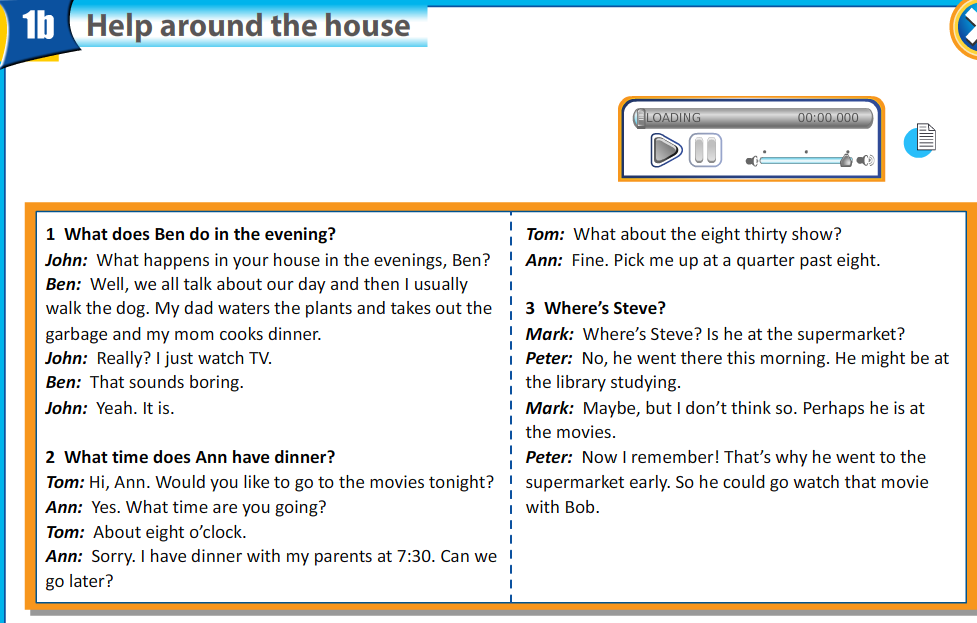 1b Help around the house
LOADING 00:00.000
1 What does Ben do in the evening?
John: What happens in your house in the evenings, Ben?
Ben: Well, we all talk about our day and then I usually
walk the dog. My dad waters the plants and takes out the
garbage and my mom cooks dinner.
John: Really? I just watch TV.
Ben: That sounds boring.
John: Yeah. It is.
2 What time does Ann have dinner?
Tom: Hi, Ann. Would you like to go to the movies tonight?
Ann: Yes. What time are you going?
Tom: About eight o’clock.
Ann: Sorry. I have dinner with my parents at 7:30. Can we
go later?
Tom: What about the eight thirty show?
Ann: Fine. Pick me up at a quarter past eight.
3 Where’s Steve?
Mark: Where’s Steve? Is he at the supermarket?
Peter: No, he went there this morning. He might be at
the library studying.
Mark: Maybe, but I don’t think so. Perhaps he is at
the movies.
Peter: Now I remember! That’s why he went to the
supermarket early. So he could go watch that movie
with Bob.